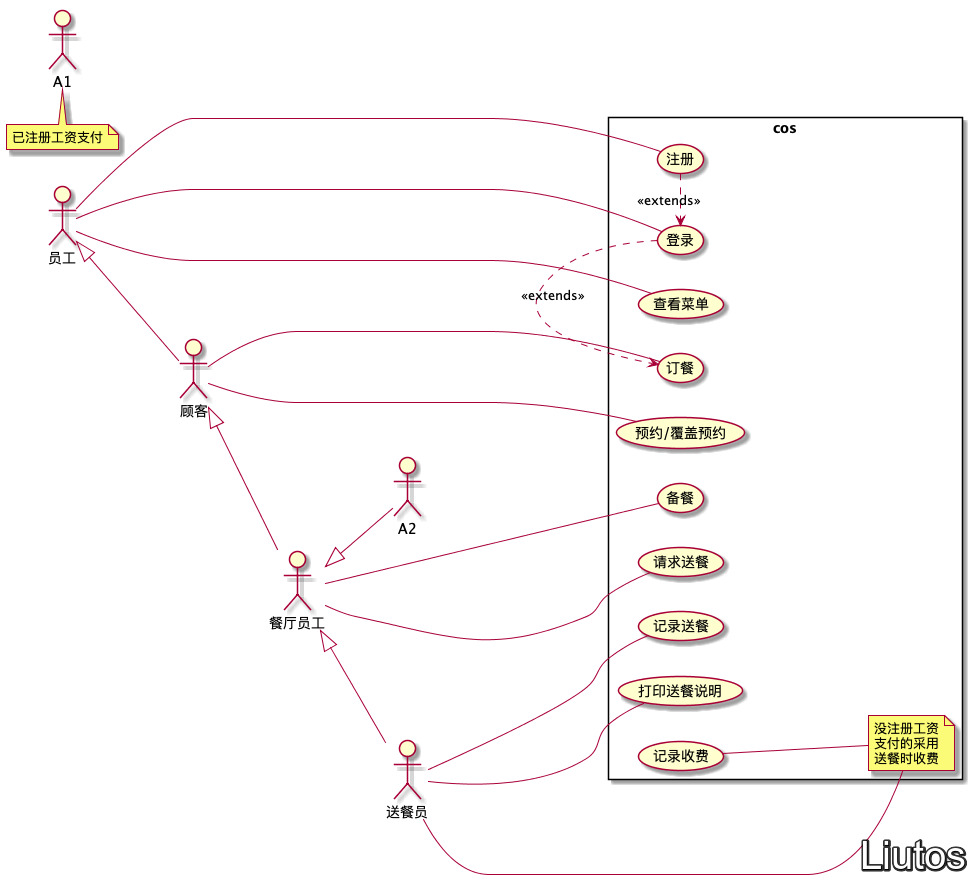 A1
已注册工资支付
cos
注册
«extends»
登录
员工
«extends»
查看菜单
订餐
顾客
预约/覆盖预约
备餐
A2
请求送餐
餐厅员工
记录送餐
打印送餐说明
没注册工资
支付的采用
送餐时收费
记录收费
送餐员
Liutos